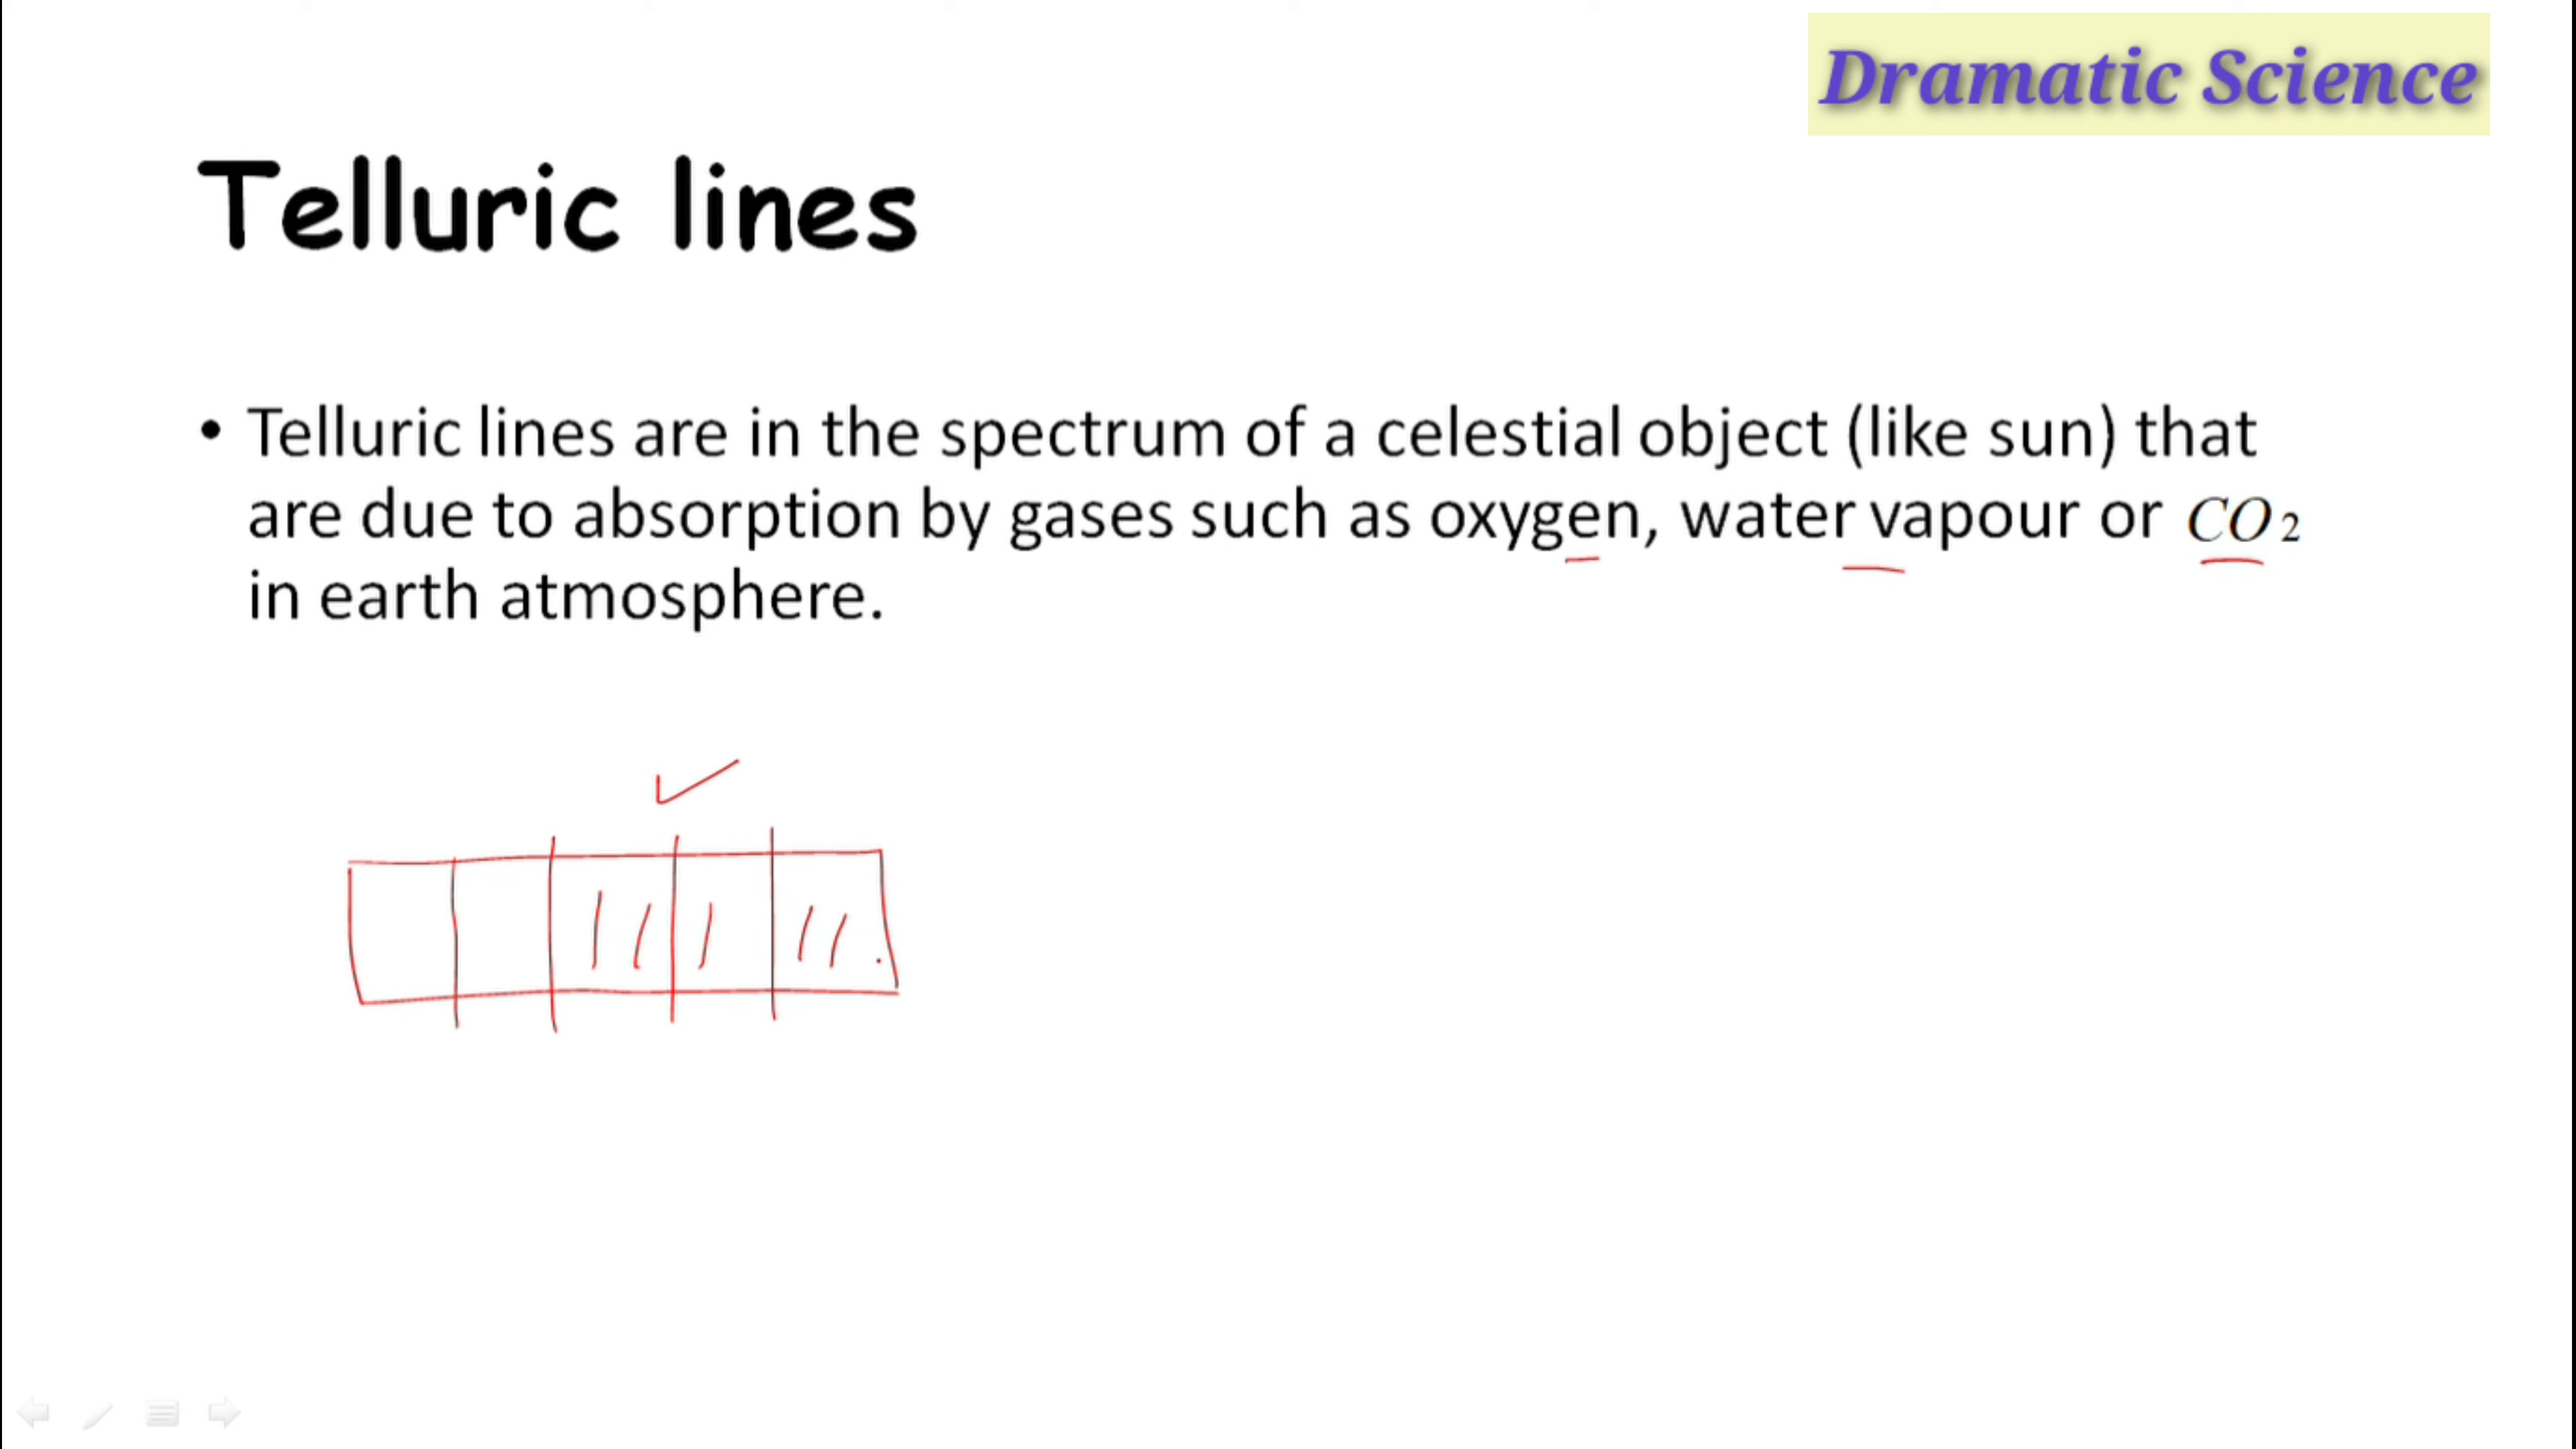 Dramatic Science
Telluric lines
• Telluric lines are in the spectrum of a celestial object (like sun) that
are due to absorption by gases such as oxygen, water vapour or CO₂
in earth atmosphere.